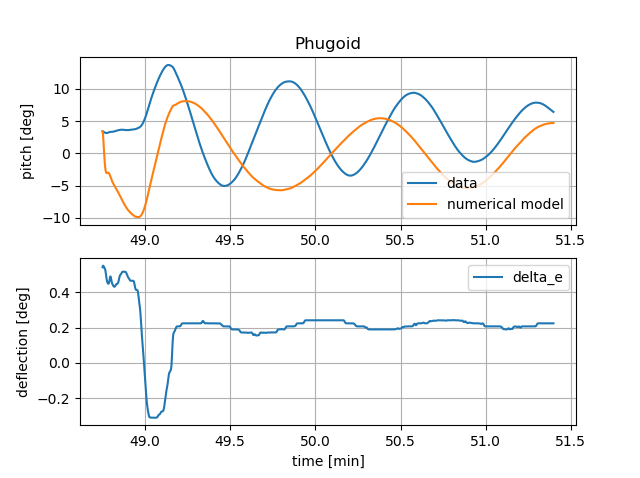 Phugoid
pitch [deg]
10
5
0
−5
−10
data
numerical model
49.0 49.5 50.0 50.5 51.0 51.5
deflection [deg]
0.4
0.2
0.0
−0.2
delta_e
49.0 49.5 50.0 50.5 51.0 51.5
time [min]